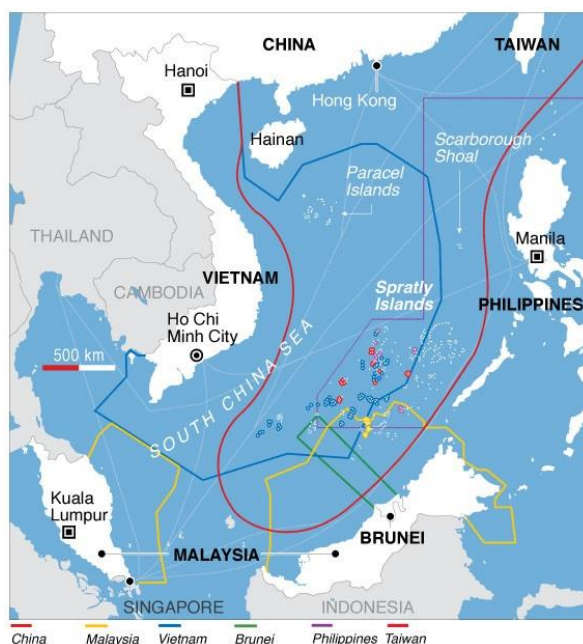 CHINA
TAIWAN
Hanoi
Hong Kong
Hainan
Scarborough
Shoal
Paracel
Islands
THAILAND
Manila
VIETNAM
CAMBODIA
Spratly
Islands
PHILIPPINES
Ho Chi
Minh City
500 km
SOUTH CHINA SEA
Kuala
Lumpur
MALAYSIA
BRUNEI
SINGAPORE
INDONESIA
China Malaysia Vietnam Brunei Philippines Taiwan